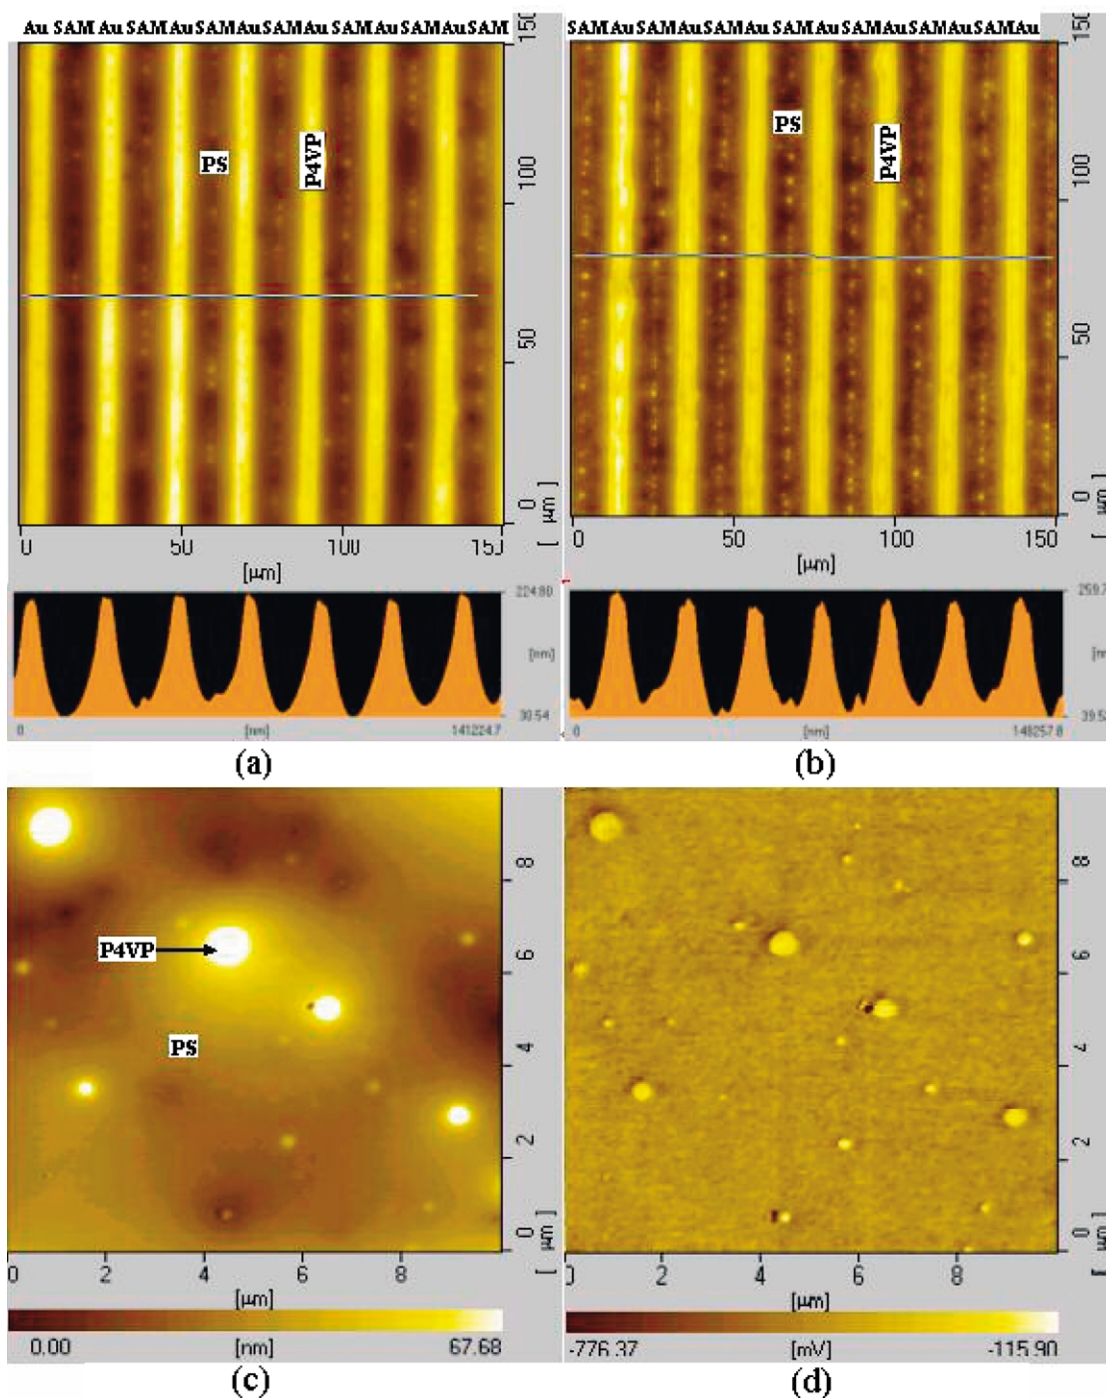 Au SAM Au SAM Au SAM Au SAM Au SAM Au SAM Au SAM
PS
P4VP
0 50 100 150
[µm]
0 50 100 150
[ µm ]
224.80
[nm]
30.54
0 [nm] 141224.7
(a)
SAM Au SAM Au SAM Au SAM Au SAM Au SAM Au SAM Au
PS
P4VP
0 50 100 150
[µm]
0 50 100 150
[ µm ]
259.7
39.5
0 [nm] 148257.8
(b)
P4VP
PS
0 2 4 6 8
[µm]
0 2 4 6 8
[ µm ]
0.00 [nm] 67.68
(c)
0 2 4 6 8
[µm]
0 2 4 6 8
[ µm ]
-776.37 [mV] -115.90
(d)